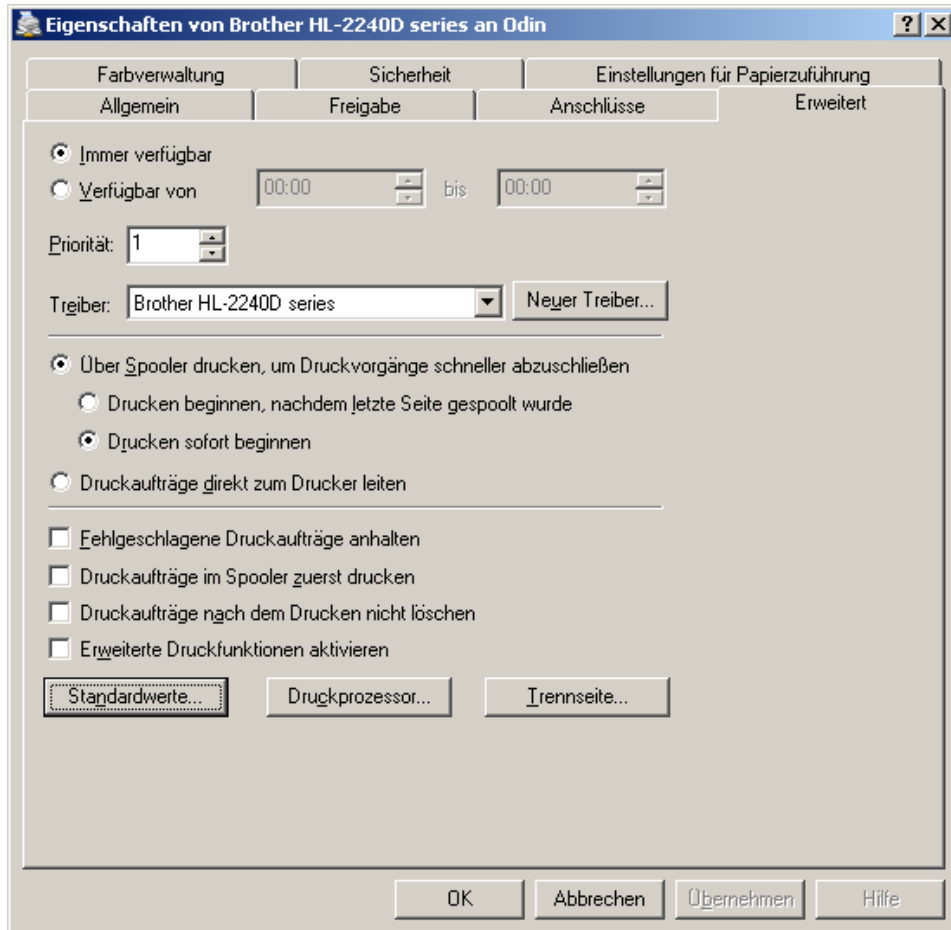 Eigenschaften von Brother HL-2240D series an Odin
Farbverwaltung Sicherheit Einstellungen für Papierzuführung
Allgemein Freigabe Anschlüsse Erweitert
Immer verfügbar
Verfügbar von 00:00 bis 00:00
Priorität: 1
Treiber: Brother HL-2240D series Neuer Treiber...
Über Spooler drucken, um Druckvorgänge schneller abzuschließen
Drucken beginnen, nachdem letzte Seite gespoolt wurde
Drucken sofort beginnen
Druckaufträge direkt zum Drucker leiten
Fehlgeschlagene Druckaufträge anhalten
Druckaufträge im Spooler zuerst drucken
Druckaufträge nach dem Drucken nicht löschen
Erweiterte Druckfunktionen aktivieren
Standardwerte... Druckprozessor... Trennseite...
OK Abbrechen Übernehmen Hilfe